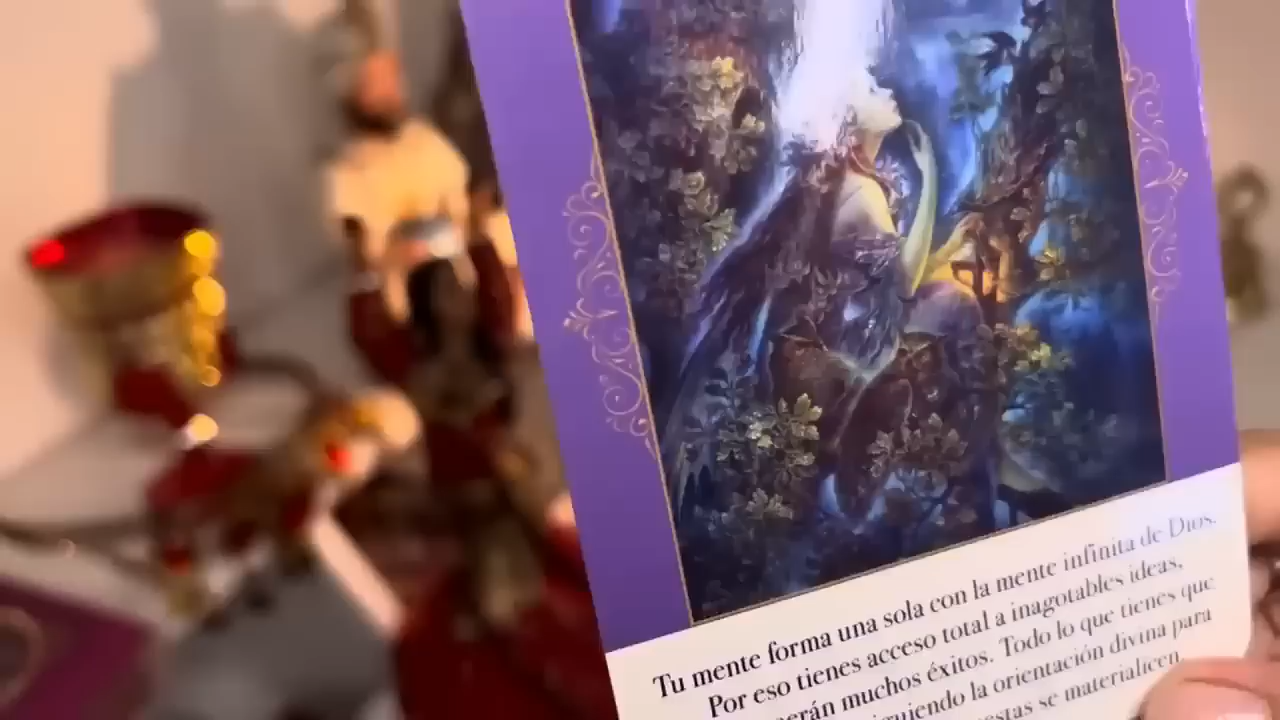 Tu mente forma una sola con la mente infinita de Dios.
Por eso tienes acceso total a inagotables ideas,
muchos éxitos. Todo lo que tienes que
la orientación divina para
se materialicen